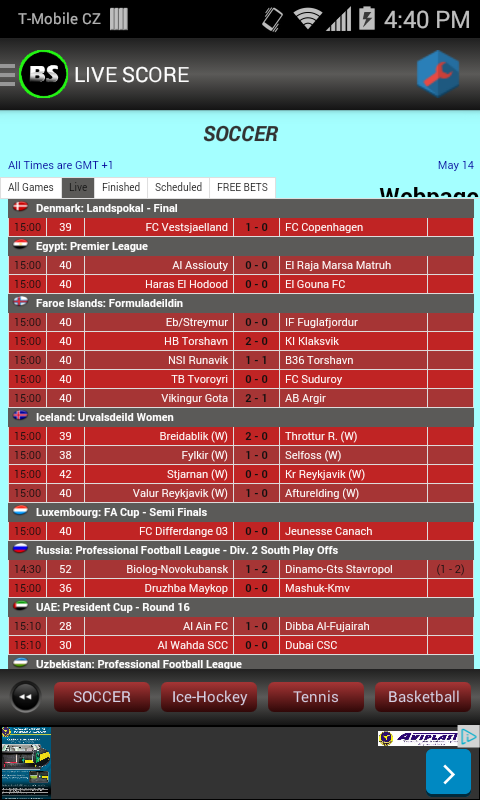 T-Mobile CZ 4:40 PM
BS LIVE SCORE
SOCCER
All Times are GMT +1 May 14
All Games Live Finished Scheduled FREE BETS Webpage
Denmark: Landspokal - Final
15:00 39 FC Vestsjaelland 1 - 0 FC Copenhagen
Egypt: Premier League
15:00 40 Al Assiouty 0 - 0 El Raja Marsa Matruh
15:00 40 Haras El Hodood 0 - 0 El Gouna FC
Faroe Islands: Formuladeildin
15:00 40 Eb/Streymur 0 - 0 IF Fuglafjordur
15:00 40 HB Torshavn 2 - 0 KI Klaksvik
15:00 40 NSI Runavik 1 - 1 B36 Torshavn
15:00 40 TB Tvoroyri 0 - 0 FC Suduroy
15:00 40 Vikingur Gota 2 - 1 AB Argir
Iceland: Urvalsdeild Women
15:00 39 Breidablik (W) 2 - 0 Throttur R. (W)
15:00 38 Fylkir (W) 1 - 0 Selfoss (W)
15:00 42 Stjarnan (W) 0 - 0 Kr Reykjavik (W)
15:00 40 Valur Reykjavik (W) 1 - 0 Afturelding (W)
Luxembourg: FA Cup - Semi Finals
15:00 40 FC Differdange 03 0 - 0 Jeunesse Canach
Russia: Professional Football League - Div. 2 South Play Offs
14:30 52 Biolog-Novokubansk 1 - 2 Dinamo-Gts Stavropol (1 - 2)
15:00 36 Druzhba Maykop 0 - 0 Mashuk-Kmv
UAE: President Cup - Round 16
15:10 28 Al Ain FC 1 - 0 Dibba Al-Fujairah
15:10 30 Al Wahda SCC 0 - 0 Dubai CSC
Uzbekistan: Professional Football League
SOCCER Ice-Hockey Tennis Basketball